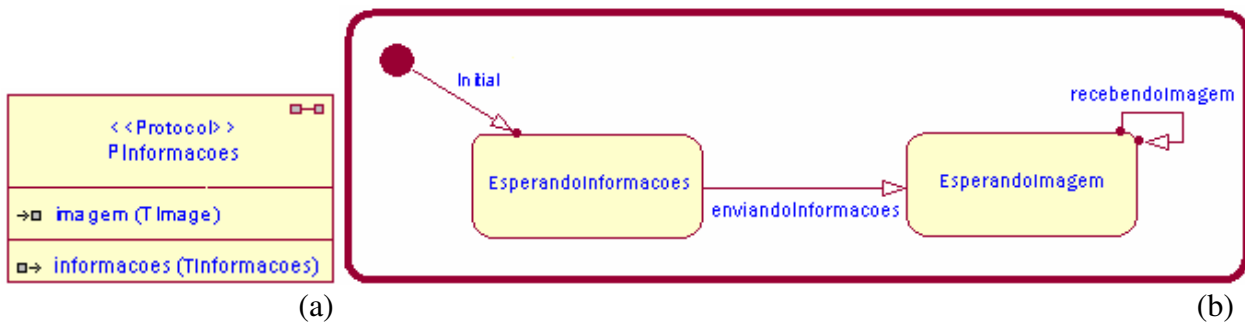 <<Protocol>>
PInformacoes
imagem (TImage)
informacoes (TInformacoes)
(a)
Initial
EsperandoInformacoes
enviandoInformacoes
EsperandoImagem
recebendoImagem
(b)